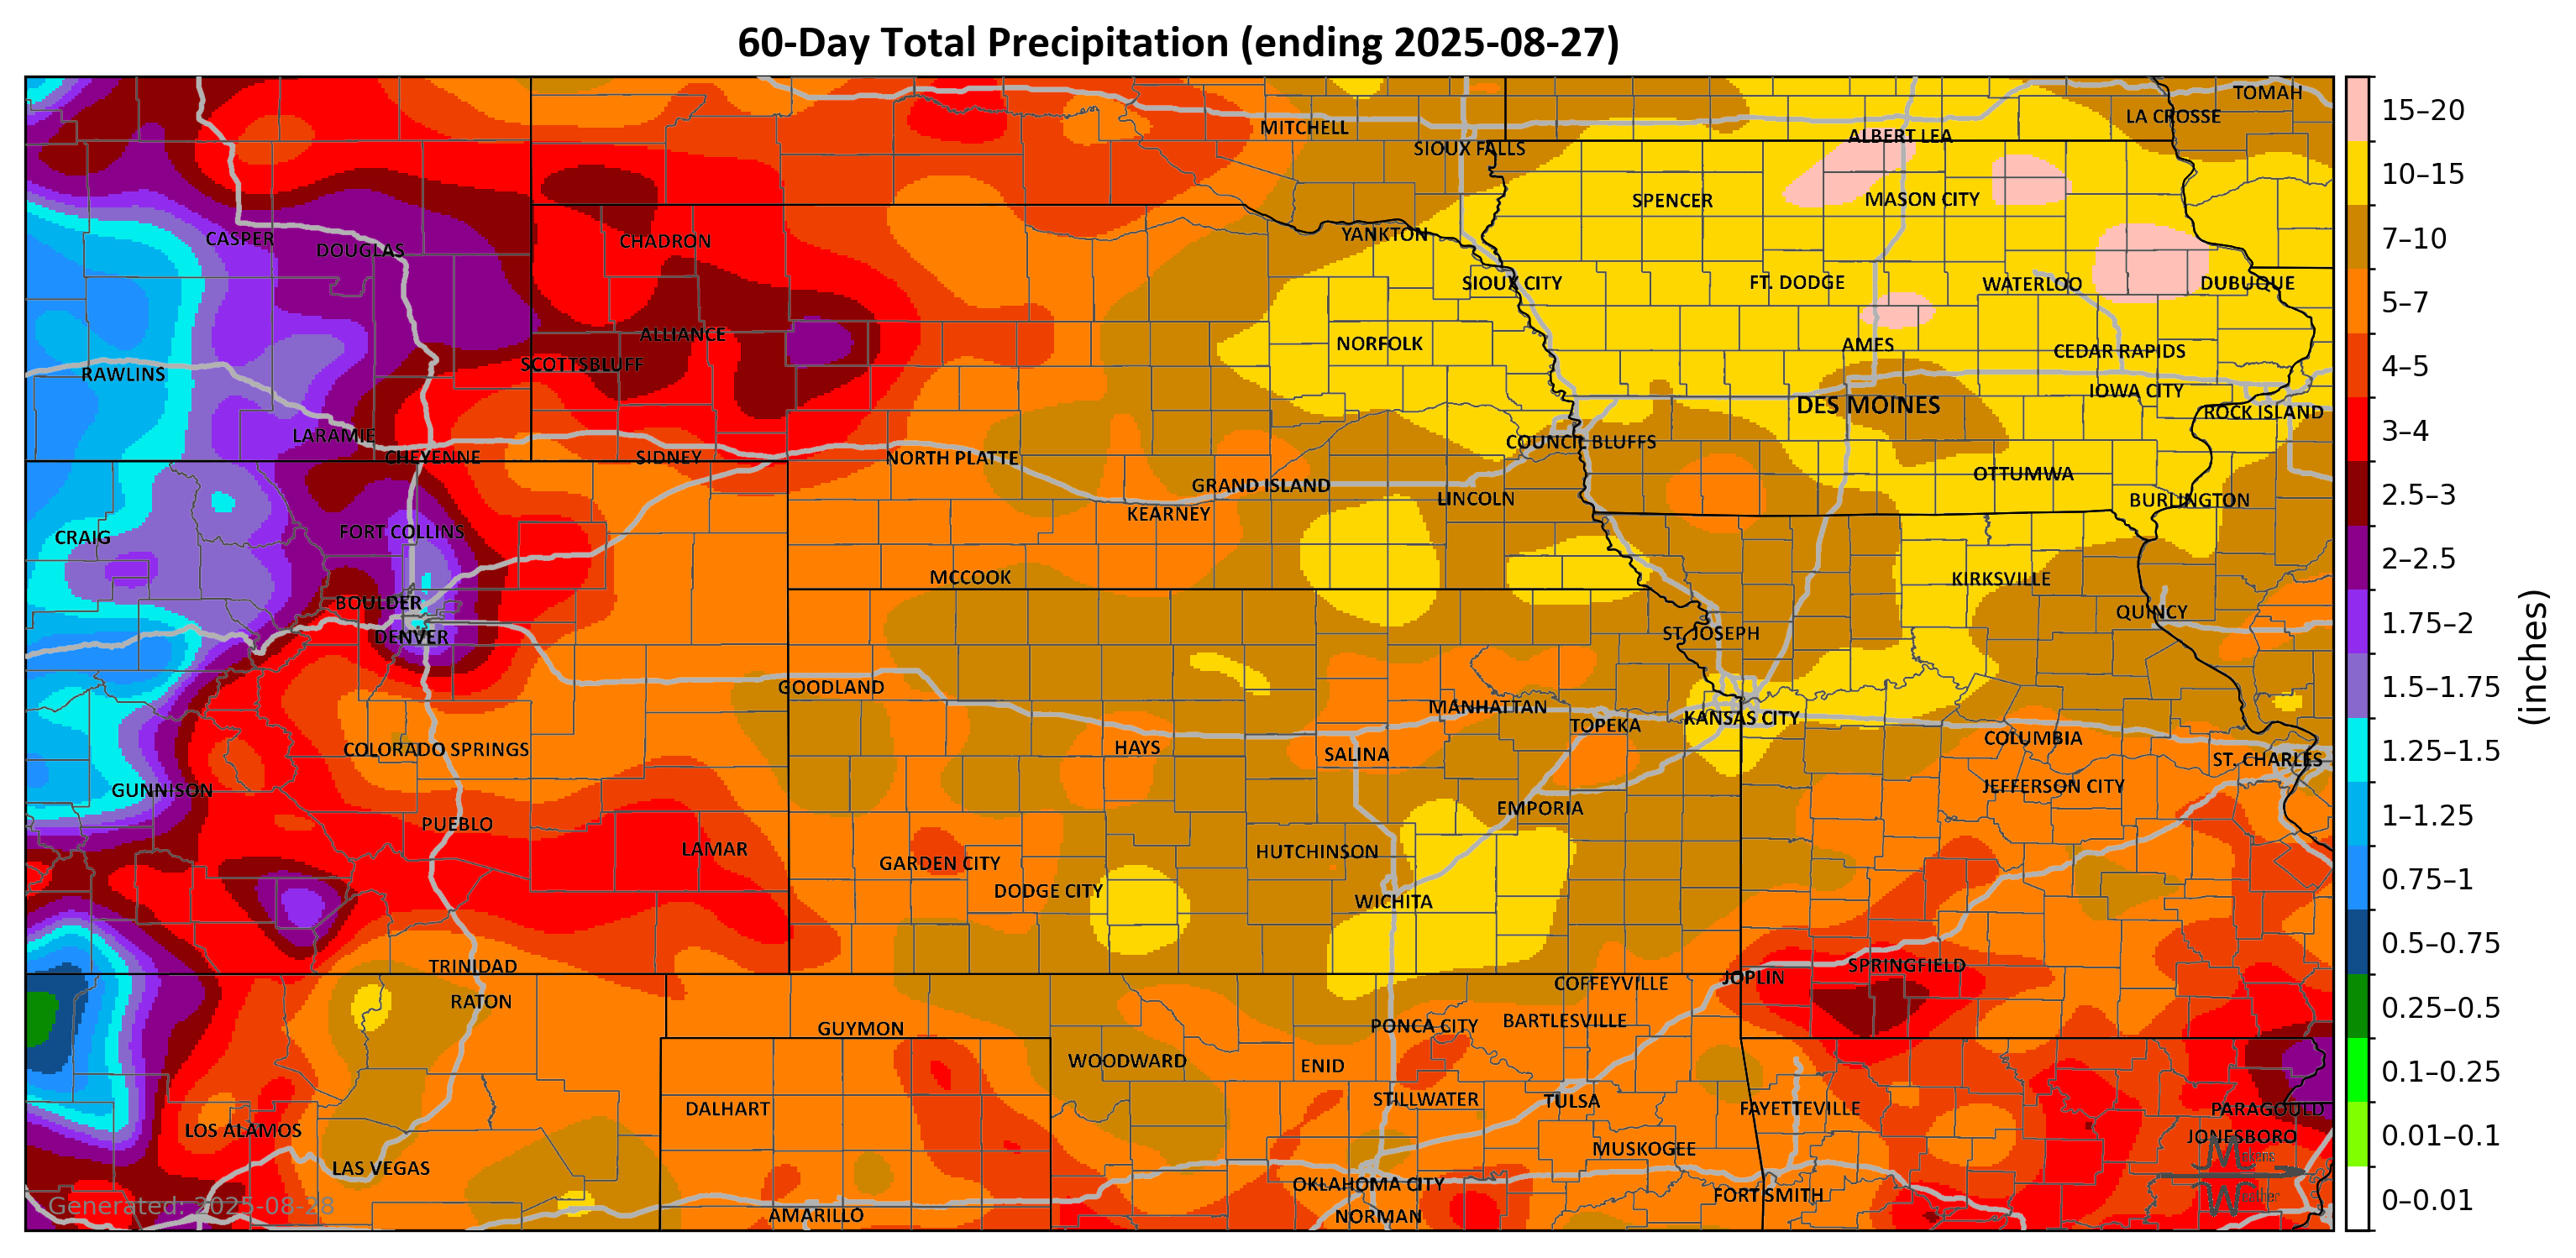 60-Day Total Precipitation (ending 2025-08-27)
TOMAH
LA CROSSE
MITCHELL
ALBERT LEA
SIOUX FALLS
SPENCER
MASON CITY
CASPER
DOUGLAS
CHADRON
YANKTON
SIOUX CITY
FT. DODGE
WATERLOO
DUBUQUE
ALLIANCE
NORFOLK
AMES
CEDAR RAPIDS
SCOTTSBLUFF
RAWLINS
IOWA CITY
DES MOINES
ROCK ISLAND
LARAMIE
COUNCIL BLUFFS
CHEYENNE
SIDNEY
NORTH PLATTE
OTTUMWA
GRAND ISLAND
LINCOLN
BURLINGTON
KEARNEY
FORT COLLINS
CRAIG
MCCOOK
KIRKSVILLE
BOULDER
QUINCY
DENVER
ST. JOSEPH
GOODLAND
MANHATTAN
KANSAS CITY
TOPEKA
COLUMBIA
COLORADO SPRINGS
HAYS
SALINA
ST. CHARLES
GUNNISON
JEFFERSON CITY
EMPORIA
PUEBLO
LAMAR
HUTCHINSON
GARDEN CITY
DODGE CITY
WICHITA
TRINIDAD
SPRINGFIELD
JOPLIN
COFFEYVILLE
RATON
GUYMON
PONCA CITY
BARTLESVILLE
WOODWARD
ENID
STILLWATER
TULSA
DALHART
FAYETTEVILLE
PARAGOULD
LOS ALAMOS
JONESBORO
MUSKOGEE
LAS VEGAS
OKLAHOMA CITY
FORT SMITH
AMARILLO
NORMAN
Generated: 2025-08-28
15–20
10–15
7–10
5–7
4–5
3–4
2.5–3
2–2.5
1.75–2
1.5–1.75
1.25–1.5
1–1.25
0.75–1
0.5–0.75
0.25–0.5
0.1–0.25
0.01–0.1
0–0.01
(inches)